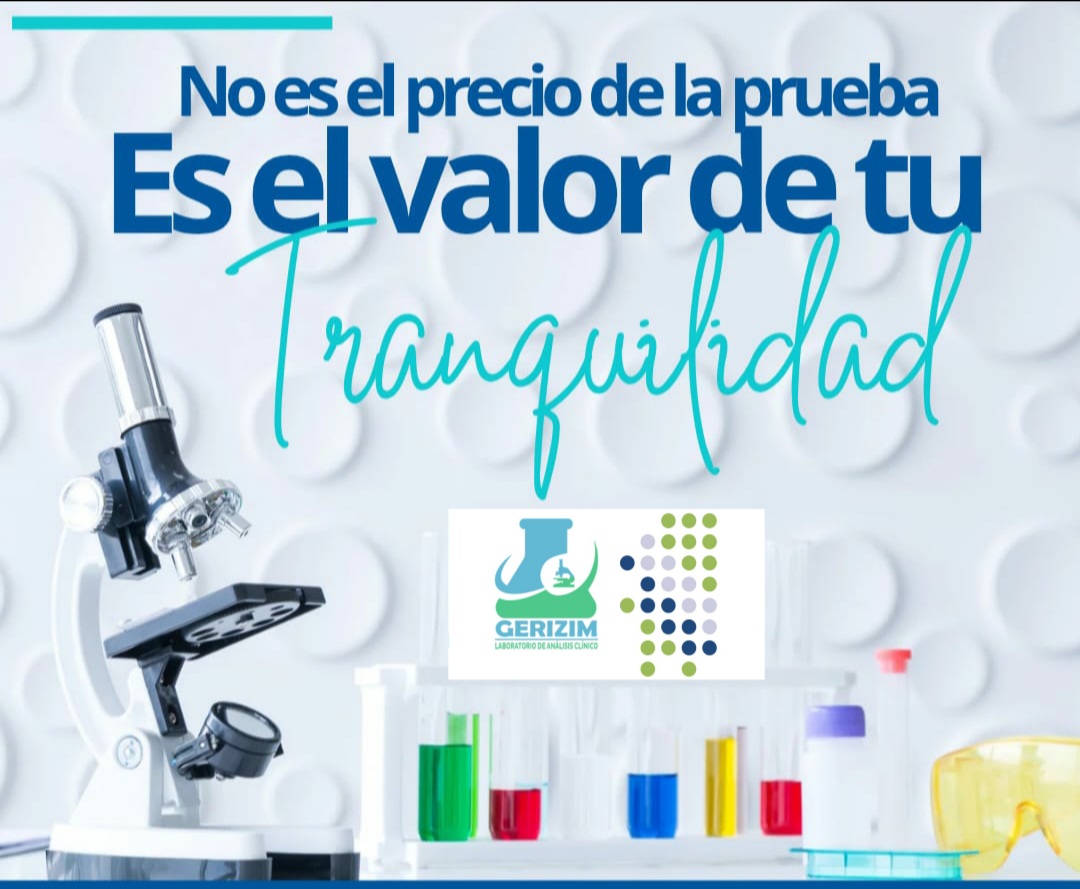 No es el precio de la prueba
Es el valor de tu
Tranquilidad
GERIZIM
LABORATORIO DE ANÁLISIS CLÍNICO